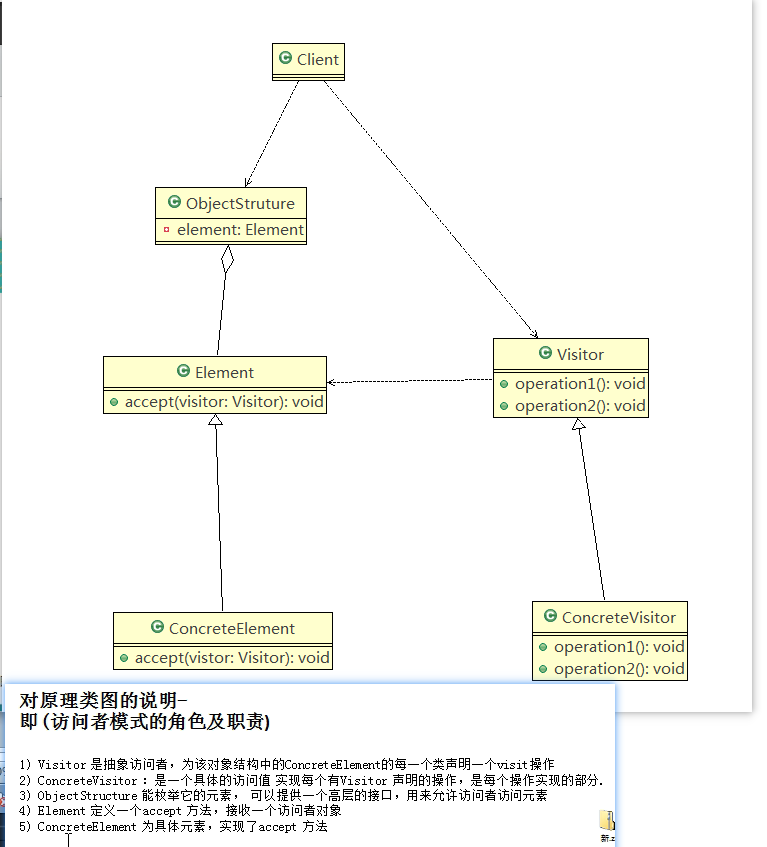 Client
ObjectStruture
element: Element
Element
accept(visitor: Visitor): void
Visitor
operation1(): void
operation2(): void
ConcreteElement
accept(vistor: Visitor): void
ConcreteVisitor
operation1(): void
operation2(): void
对原理类图的说明-
即(访问者模式的角色及职责)
1) Visitor 是抽象访问者，为该对象结构中的ConcreteElement的每一个类声明一个visit操作
2) ConcreteVisitor ：是一个具体的访问值 实现每个有Visitor 声明的操作，是每个操作实现的部分.
3) ObjectStructure 能枚举它的元素， 可以提供一个高层的接口，用来允许访问者访问元素
4) Element 定义一个accept 方法，接收一个访问者对象
5) ConcreteElement 为具体元素，实现了accept 方法